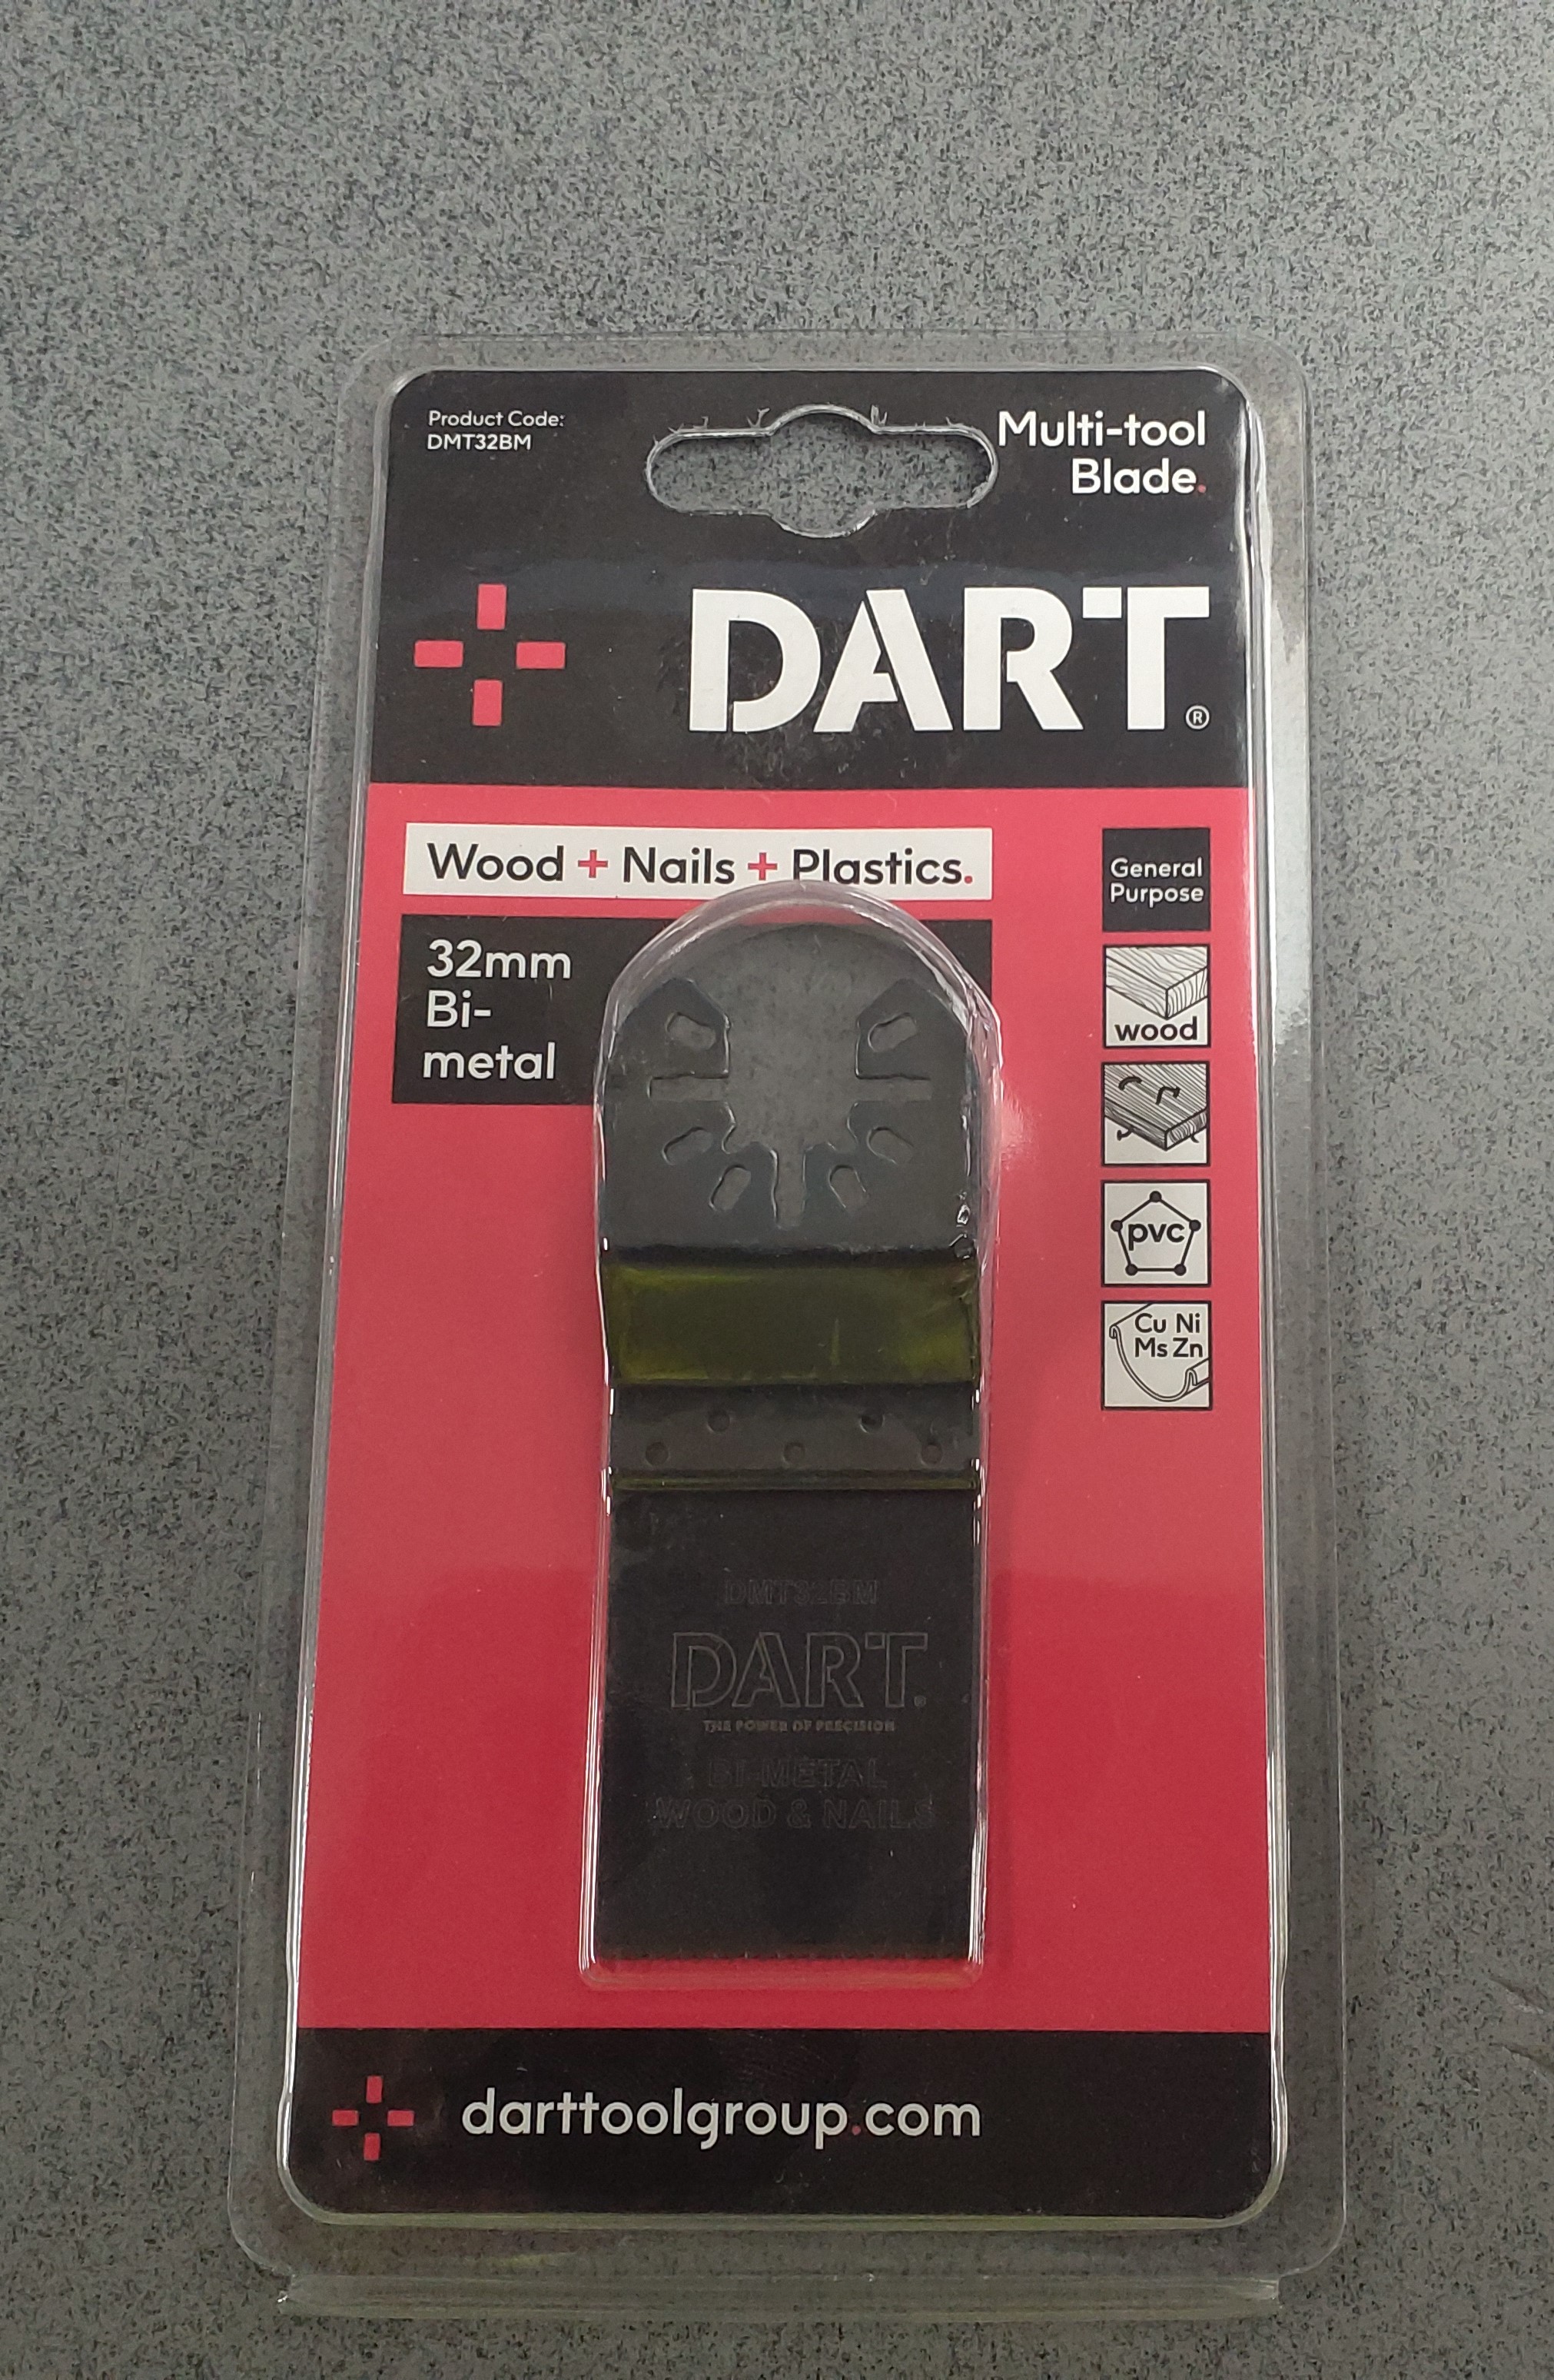 Product Code:
DMT32BM
Multi-tool
Blade.
DART®
Wood + Nails + Plastics.
32mm
Bi-
metal
General
Purpose
wood
pvc
Cu Ni
Ms Zn
DMT32BM
DART.
THE POWER OF PRECISION
BI-METAL
WOOD & NAILS
darttoolgroup.com